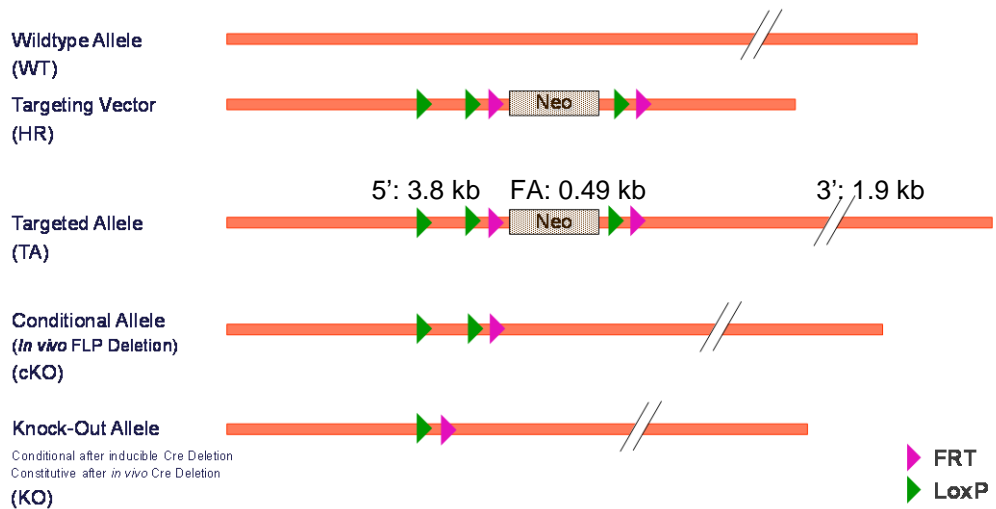 Wildtype Allele
(WT)
Targeting Vector
(HR)
Neo
5’: 3.8 kb FA: 0.49 kb 3’: 1.9 kb
Targeted Allele
(TA)
Neo
Conditional Allele
(In vivo FLP Deletion)
(cKO)
Knock-Out Allele
Conditional after inducible Cre Deletion
Constitutive after in vivo Cre Deletion
(KO)
FRT
LoxP